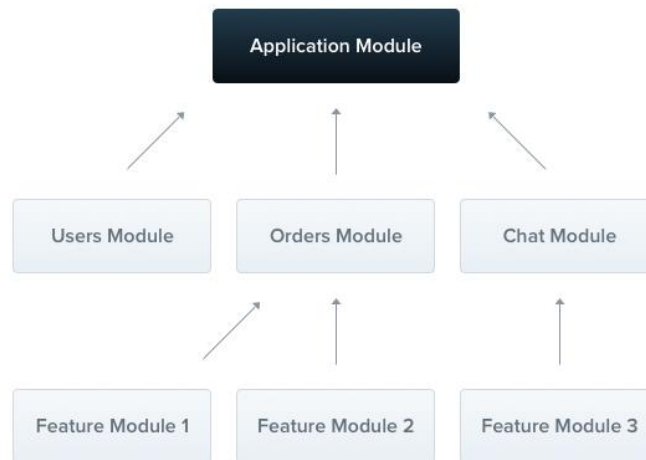 Application Module
Users Module
Orders Module
Chat Module
Feature Module 1
Feature Module 2
Feature Module 3